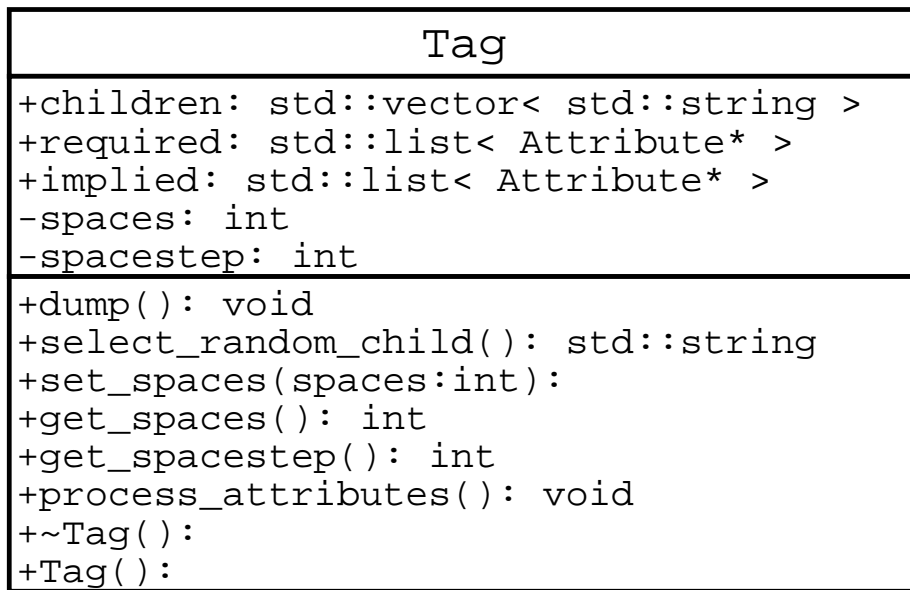 Tag
+children: std::vector< std::string >
+required: std::list< Attribute* >
+implied: std::list< Attribute* >
-spaces: int
-spacestep: int
+dump(): void
+select_random_child(): std::string
+set_spaces(spaces:int):
+get_spaces(): int
+get_spacestep(): int
+process_attributes(): void
+~Tag():
+Tag():